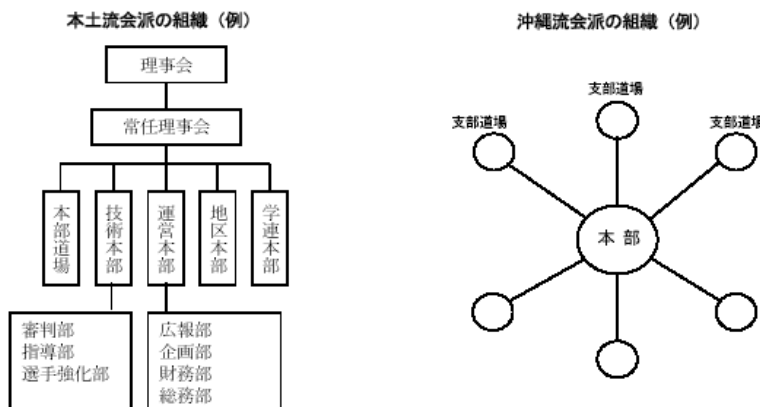 本土流会派の組織（例）
理事会
常任理事会
本部道場
技術本部
運営本部
地区本部
学連本部
審判部
指導部
選手強化部
広報部
企画部
財務部
総務部
沖縄流会派の組織（例）
支部道場
支部道場
支部道場
本部